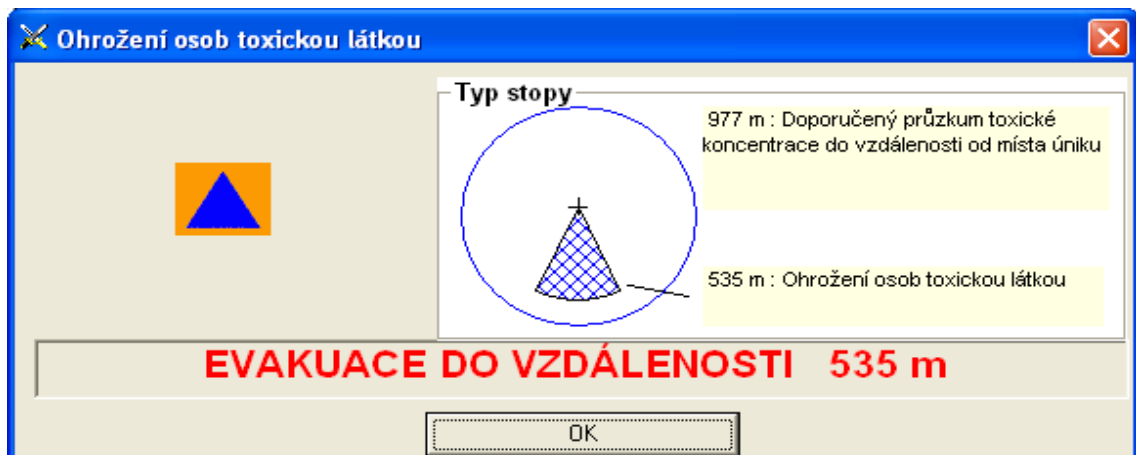 Ohrožení osob toxickou látkou
Typ stopy
977 m : Doporučený průzkum toxické
koncentrace do vzdálenosti od místa úniku
535 m : Ohrožení osob toxickou látkou
EVAKUACE DO VZDÁLENOSTI 535 m
OK